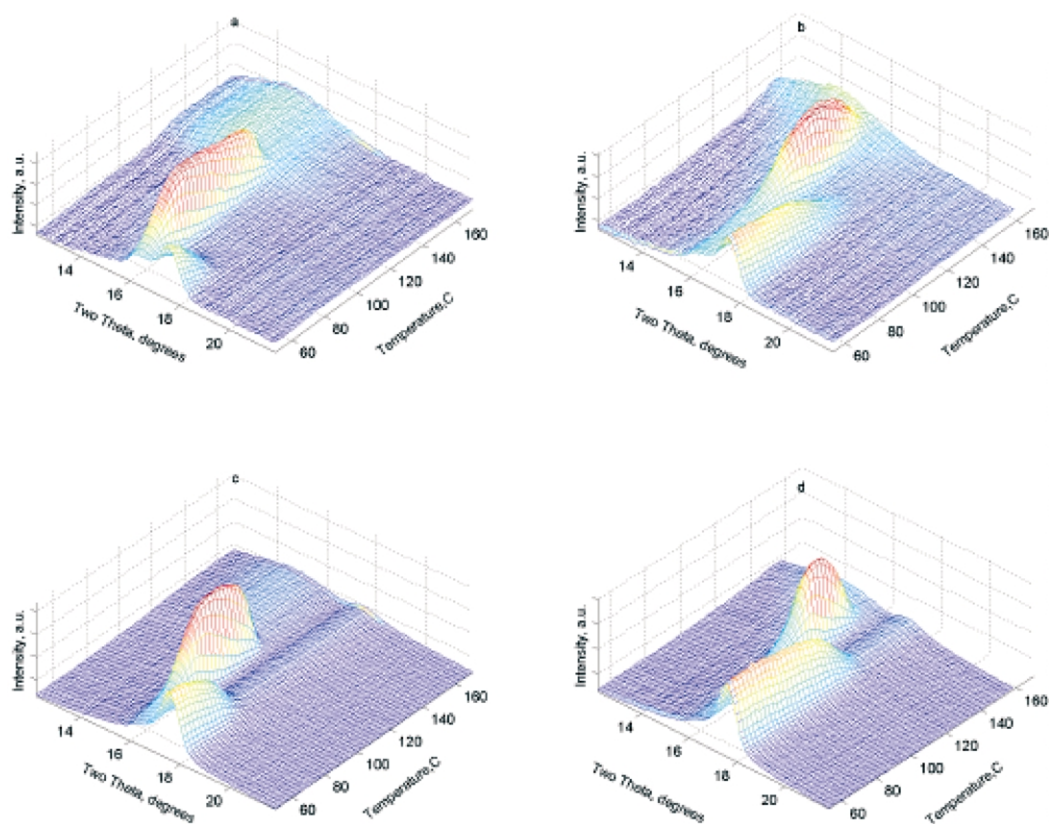 a
Intensity, a.u.
14
16
18
20
Two Theta, degrees
60
80
100
120
140
160
Temperature,C
b
Intensity, a.u.
14
16
18
20
Two Theta, degrees
60
80
100
120
140
160
Temperature,C
c
Intensity, a.u.
14
16
18
20
Two Theta, degrees
60
80
100
120
140
160
Temperature,C
d
Intensity, a.u.
14
16
18
20
Two Theta, degrees
60
80
100
120
140
160
Temperature,C